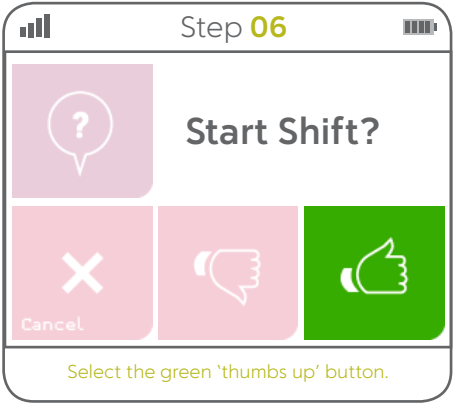 Step 06
?
Start Shift?
Cancel
Select the green ‘thumbs up’ button.